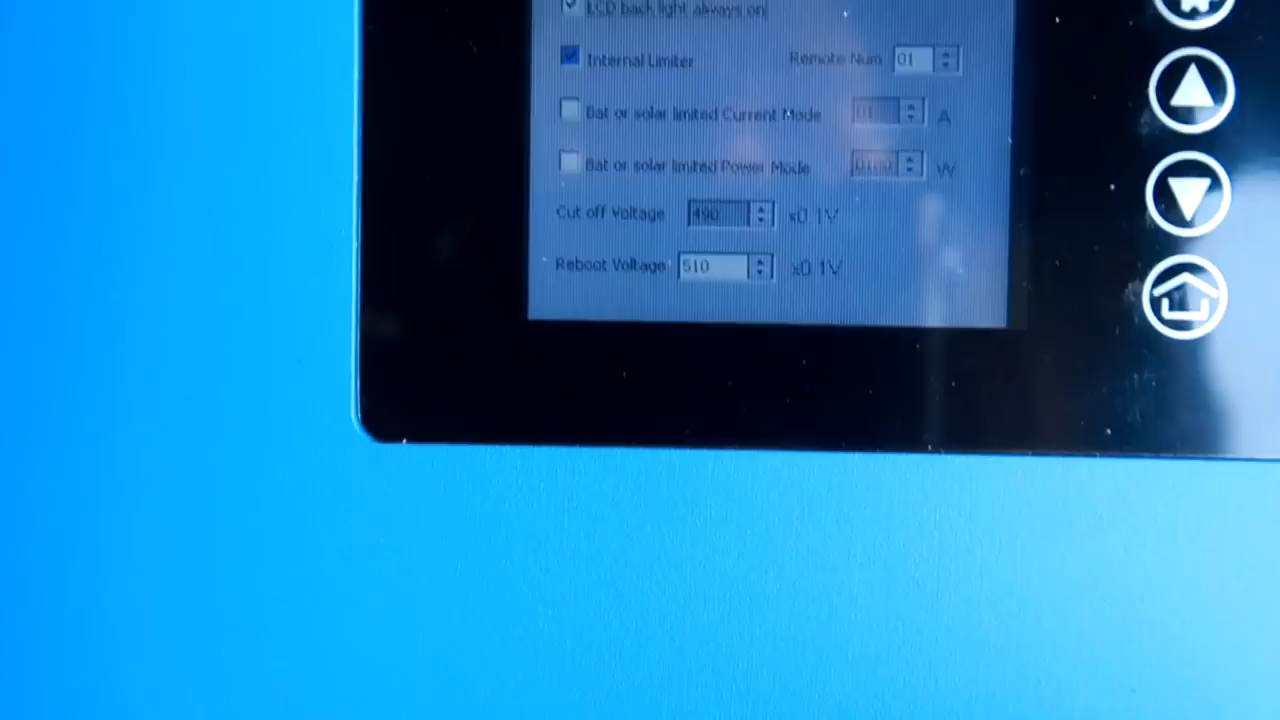 LCD back light always on
Internal Limiter Remote Num 01
Bat or solar limited Current Mode 01 A
Bat or solar limited Power Mode W
Cut off Voltage 490 x0.1V
Reboot Voltage 510 x0.1V